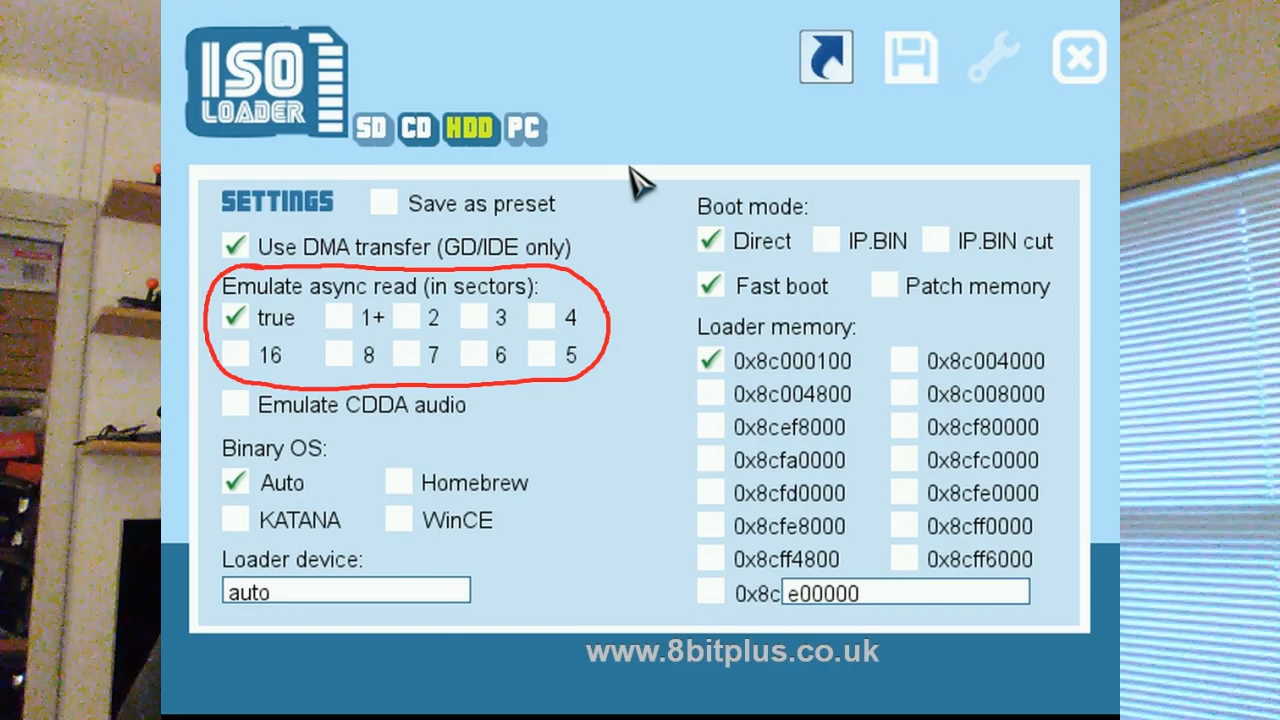 ISO
LOADER
SD CD HDD PC
SETTINGS
Save as preset
Use DMA transfer (GD/IDE only)
Emulate async read (in sectors):
true 1+ 2 3 4
16 8 7 6 5
Emulate CDDA audio
Binary OS:
Auto Homebrew
KATANA WinCE
Loader device:
auto
Boot mode:
Direct IP.BIN IP.BIN cut
Fast boot Patch memory
Loader memory:
0x8c000100 0x8c004000
0x8c004800 0x8c008000
0x8cef8000 0x8cf80000
0x8cfa0000 0x8cfc0000
0x8cfd0000 0x8cfe0000
0x8cfe8000 0x8cff0000
0x8cff4800 0x8cff6000
0x8c e00000
www.8bitplus.co.uk